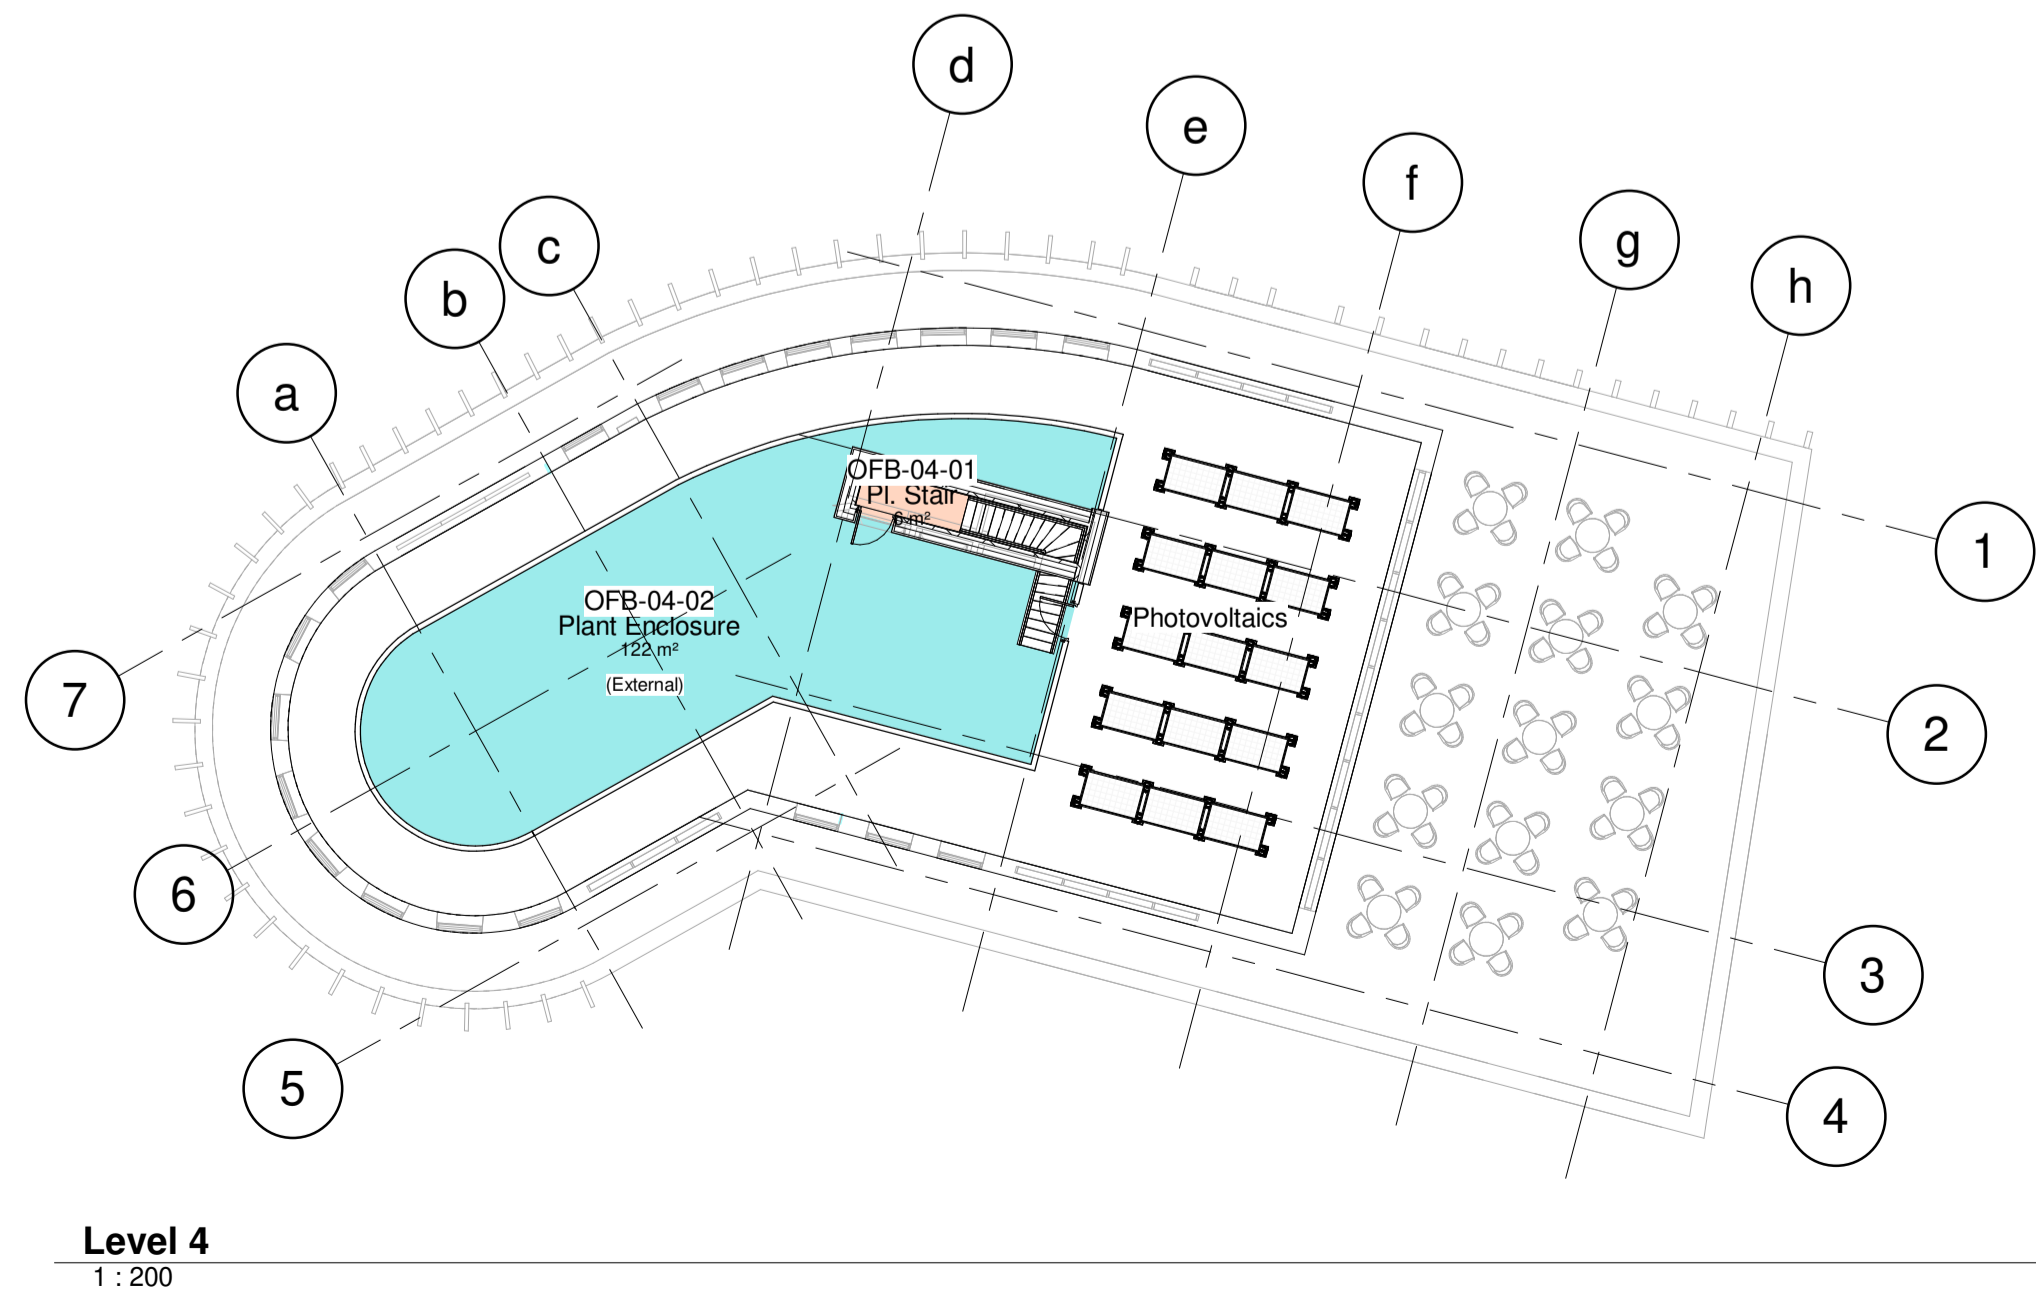 d
e
f
g
h
c
b
a
OFB-04-01
Pl. Stair
6 m²
OFB-04-02
Plant Enclosure
122 m²
(External)
Photovoltaics
1
2
3
4
7
6
5
Level 4
1 : 200